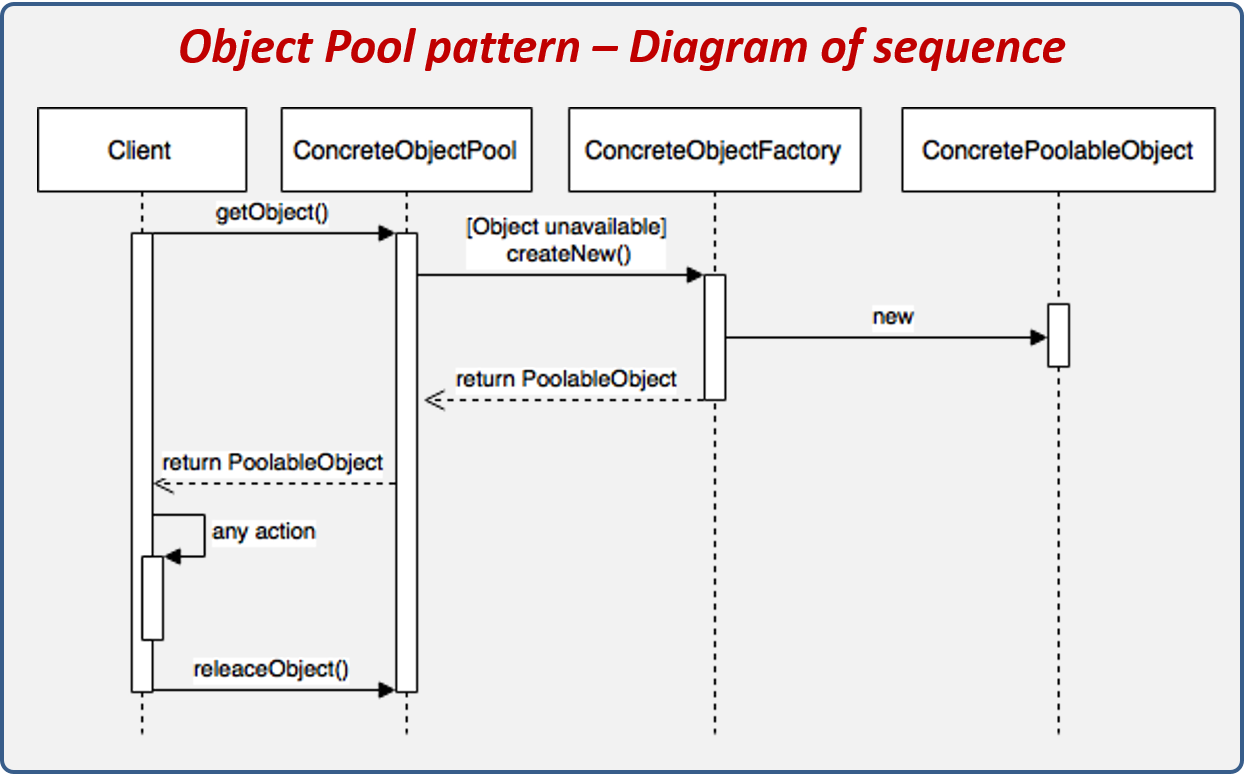 Object Pool pattern – Diagram of sequence
Client
ConcreteObjectPool
ConcreteObjectFactory
ConcretePoolableObject
getObject()
[Object unavailable]
createNew()
new
return PoolableObject
return PoolableObject
any action
releaceObject()